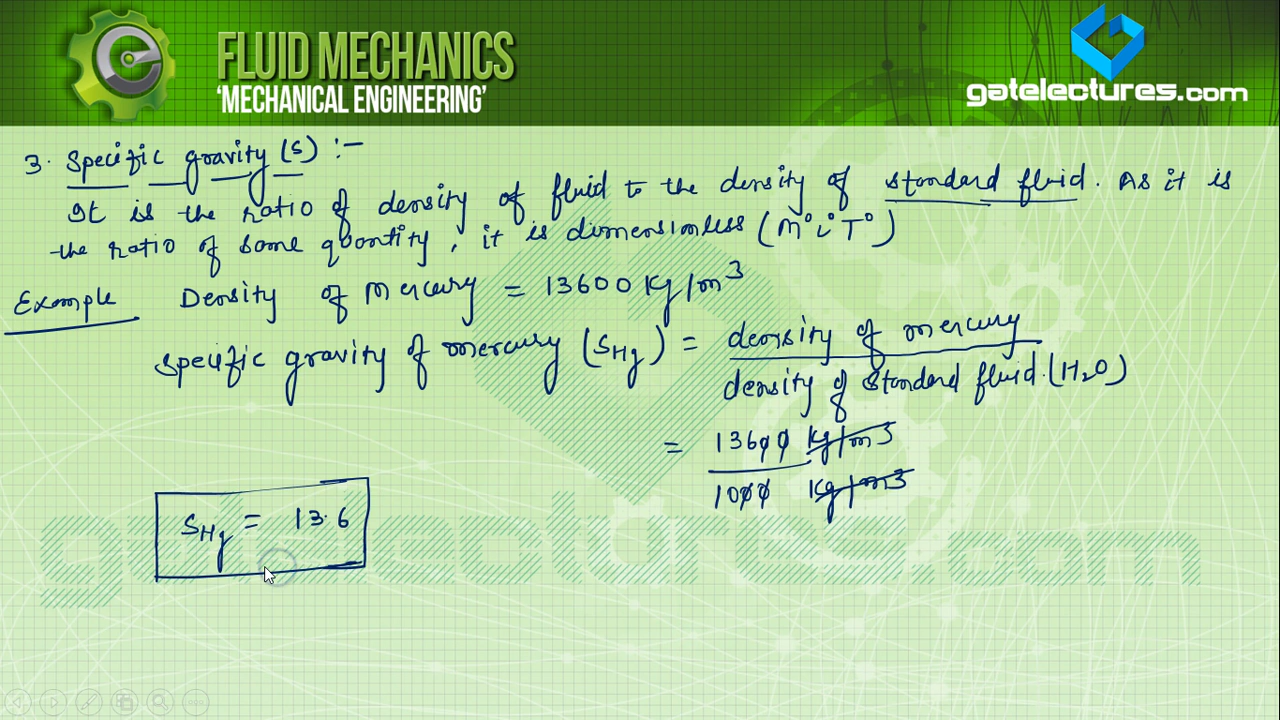 FLUID MECHANICS
'MECHANICAL ENGINEERING'
gatelectures.com
3. Specific gravity (S) :-
It is the ratio of density of fluid to the density of standard fluid. As it is
the ratio of same quantity, it is dimensionless (M°L°T°)
Example Density of Mercury = 13600 Kg/m³
Specific gravity of mercury (SHg) = density of mercury
density of standard fluid. (H₂O)
= 13600 kg/m3
1000 Kg/m3
SHg = 13.6
gatelectures.com